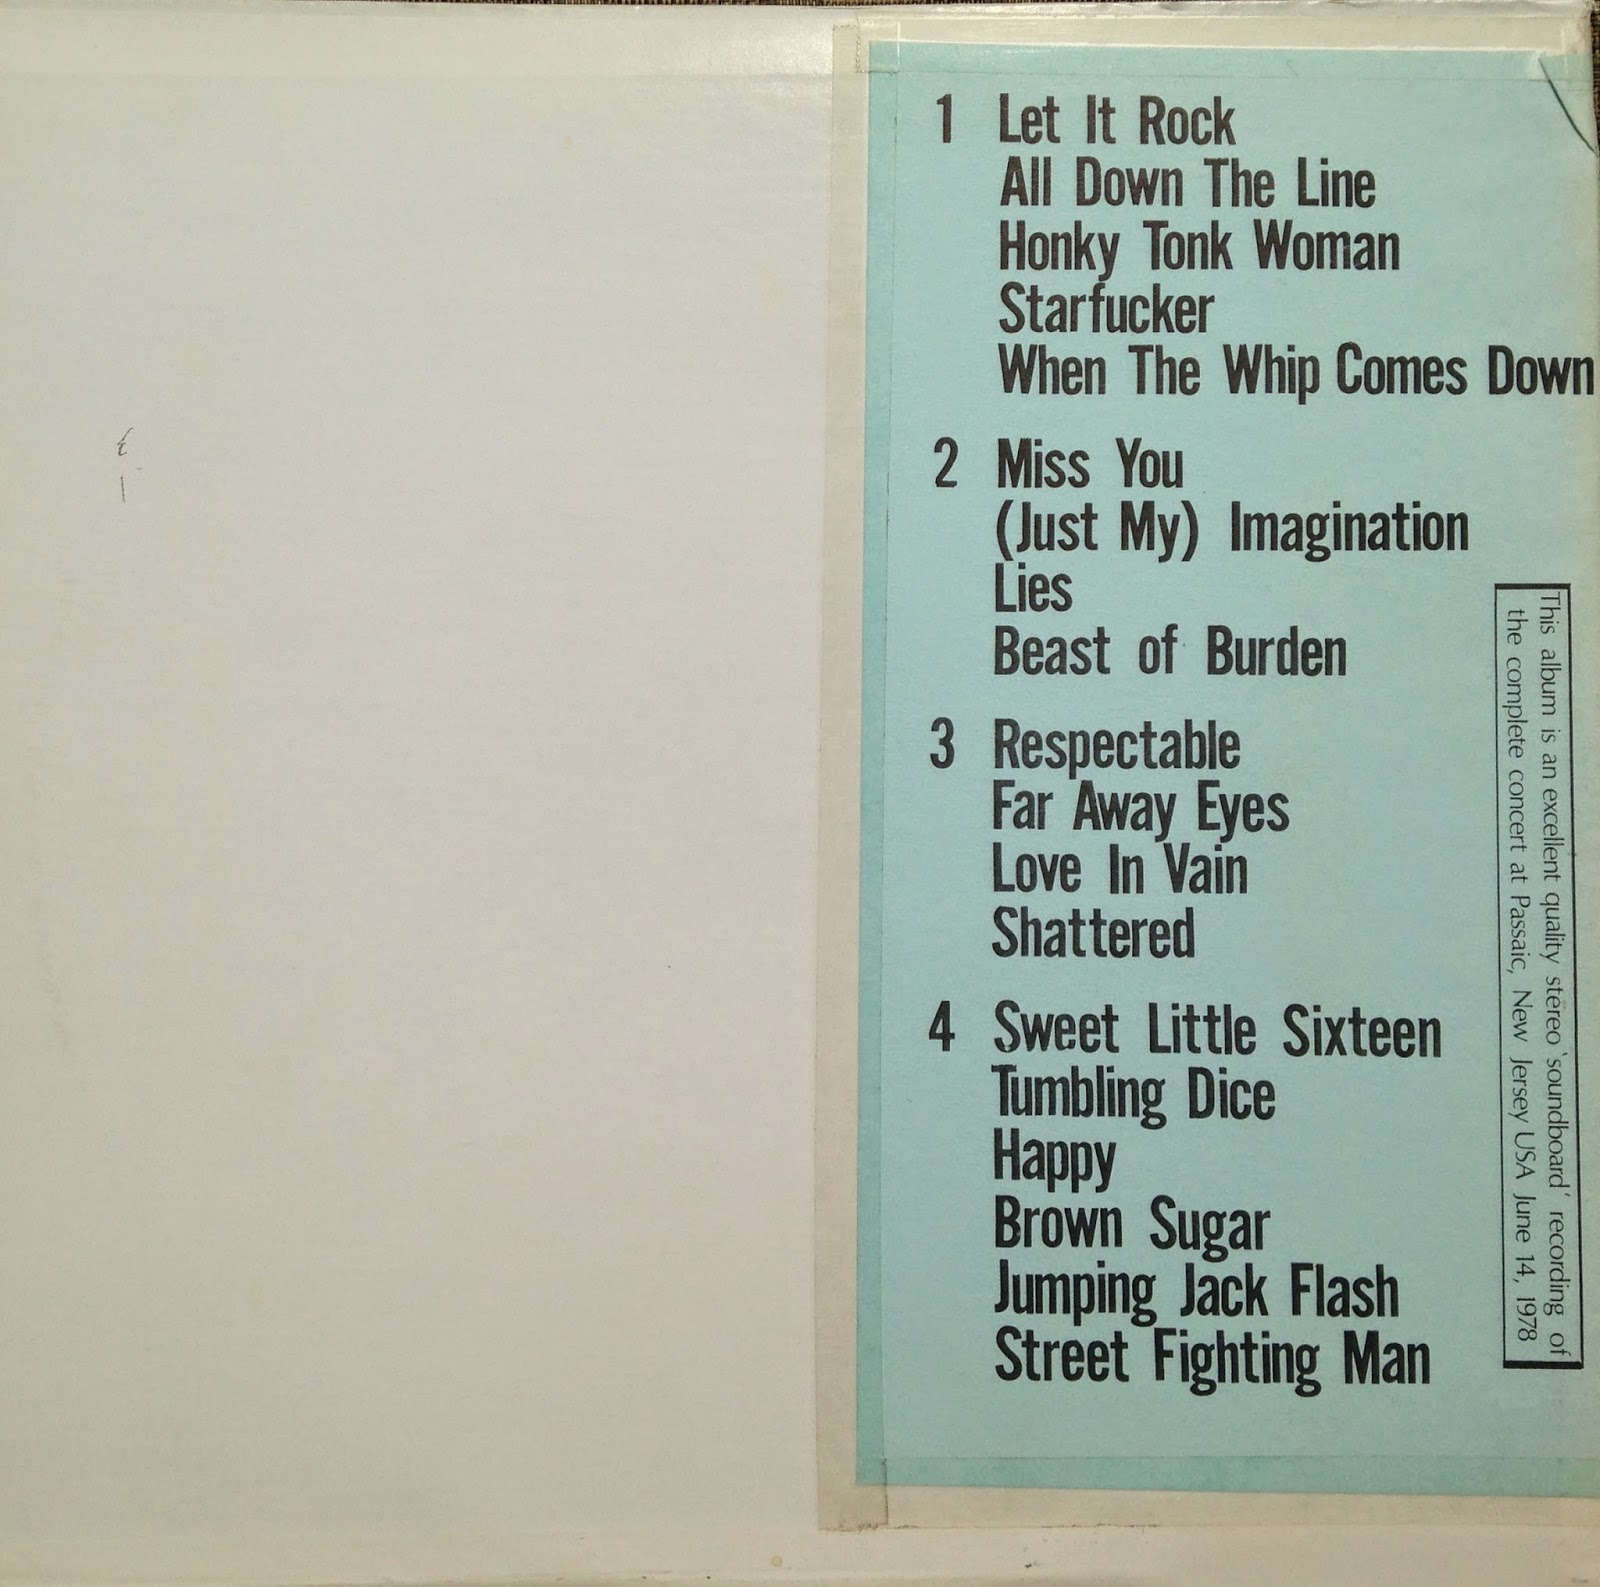 1 Let It Rock
All Down The Line
Honky Tonk Woman
Starfucker
When The Whip Comes Down
2 Miss You
(Just My) Imagination
Lies
Beast of Burden
3 Respectable
Far Away Eyes
Love In Vain
Shattered
4 Sweet Little Sixteen
Tumbling Dice
Happy
Brown Sugar
Jumping Jack Flash
Street Fighting Man
This album is an excellent quality stereo 'soundboard' recording of
the complete concert at Passaic, New Jersey USA June 14, 1978